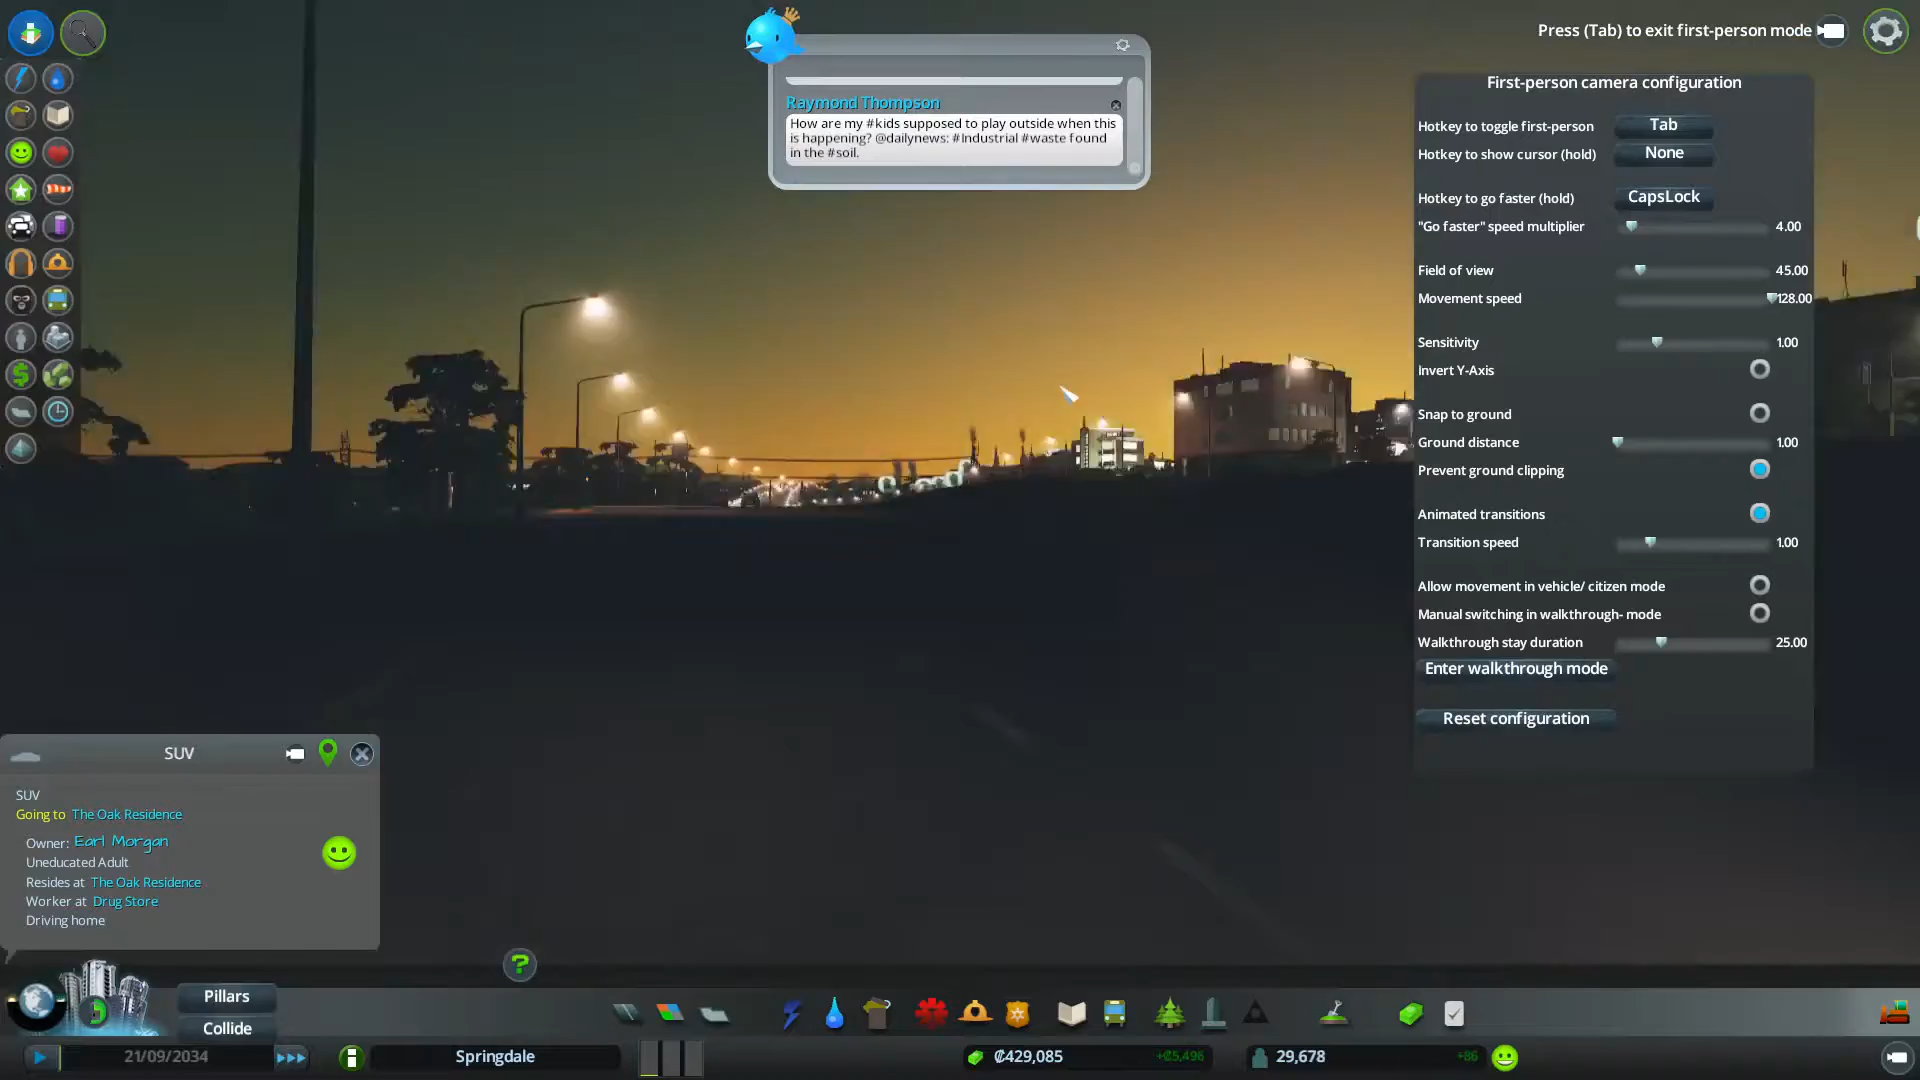 Press (Tab) to exit first-person mode
Raymond Thompson
How are my #kids supposed to play outside when this
is happening? @dailynews: #Industrial #waste found
in the #soil.
First-person camera configuration
Hotkey to toggle first-person Tab
Hotkey to show cursor (hold) None
Hotkey to go faster (hold) CapsLock
"Go faster" speed multiplier 4.00
Field of view 45.00
Movement speed 128.00
Sensitivity 1.00
Invert Y-Axis
Snap to ground
Ground distance 1.00
Prevent ground clipping
Animated transitions
Transition speed 1.00
Allow movement in vehicle/ citizen mode
Manual switching in walkthrough- mode
Walkthrough stay duration 25.00
Enter walkthrough mode
Reset configuration
SUV
SUV
Going to The Oak Residence
Owner: Earl Morgan
Uneducated Adult
Resides at The Oak Residence
Worker at Drug Store
Driving home
Pillars
Collide
21/09/2034
Springdale
₡429,085 +₡5,496
29,678 +86